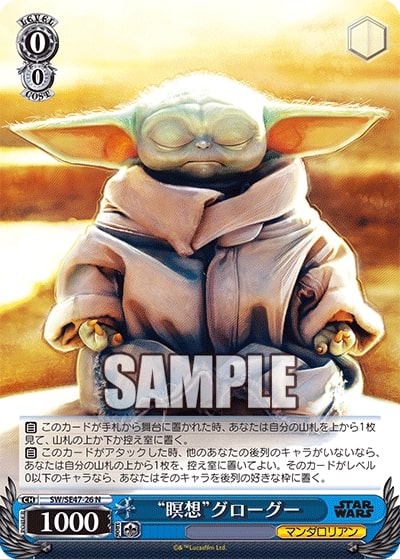 LEVEL
0
0
COST
SAMPLE
自 このカードが手札から舞台に置かれた時、あなたは自分の山札を上から1枚
見て、山札の上か下か控え室に置く。
自 このカードがアタックした時、他のあなたの後列のキャラがいないなら、
あなたは自分の山札の上から1枚を、控え室に置いてよい。そのカードがレベル
0以下のキャラなら、あなたはそのキャラを後列の好きな枠に置く。
CH SW/SE47-26 N
1000
“瞑想”グローグー
STAR WARS
マンダロリアン
©&™ Lucasfilm Ltd.